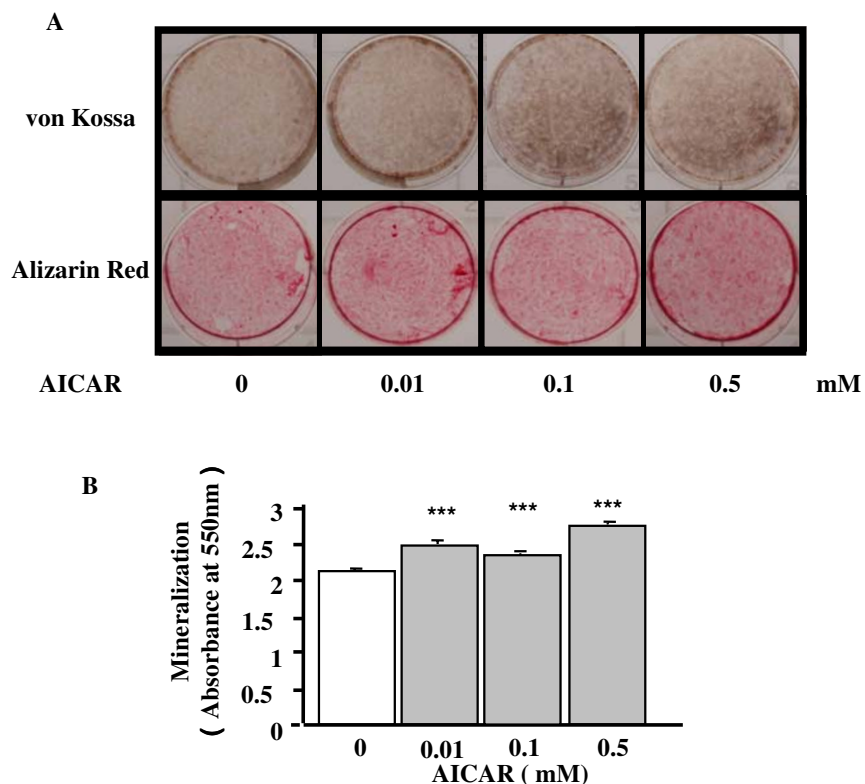 A
von Kossa
Alizarin Red
AICAR 0 0.01 0.1 0.5 mM
B
Mineralization
( Absorbance at 550nm )
3
2.5
2
1.5
1
0.5
0
*** *** ***
0 0.01 0.1 0.5
AICAR ( mM)